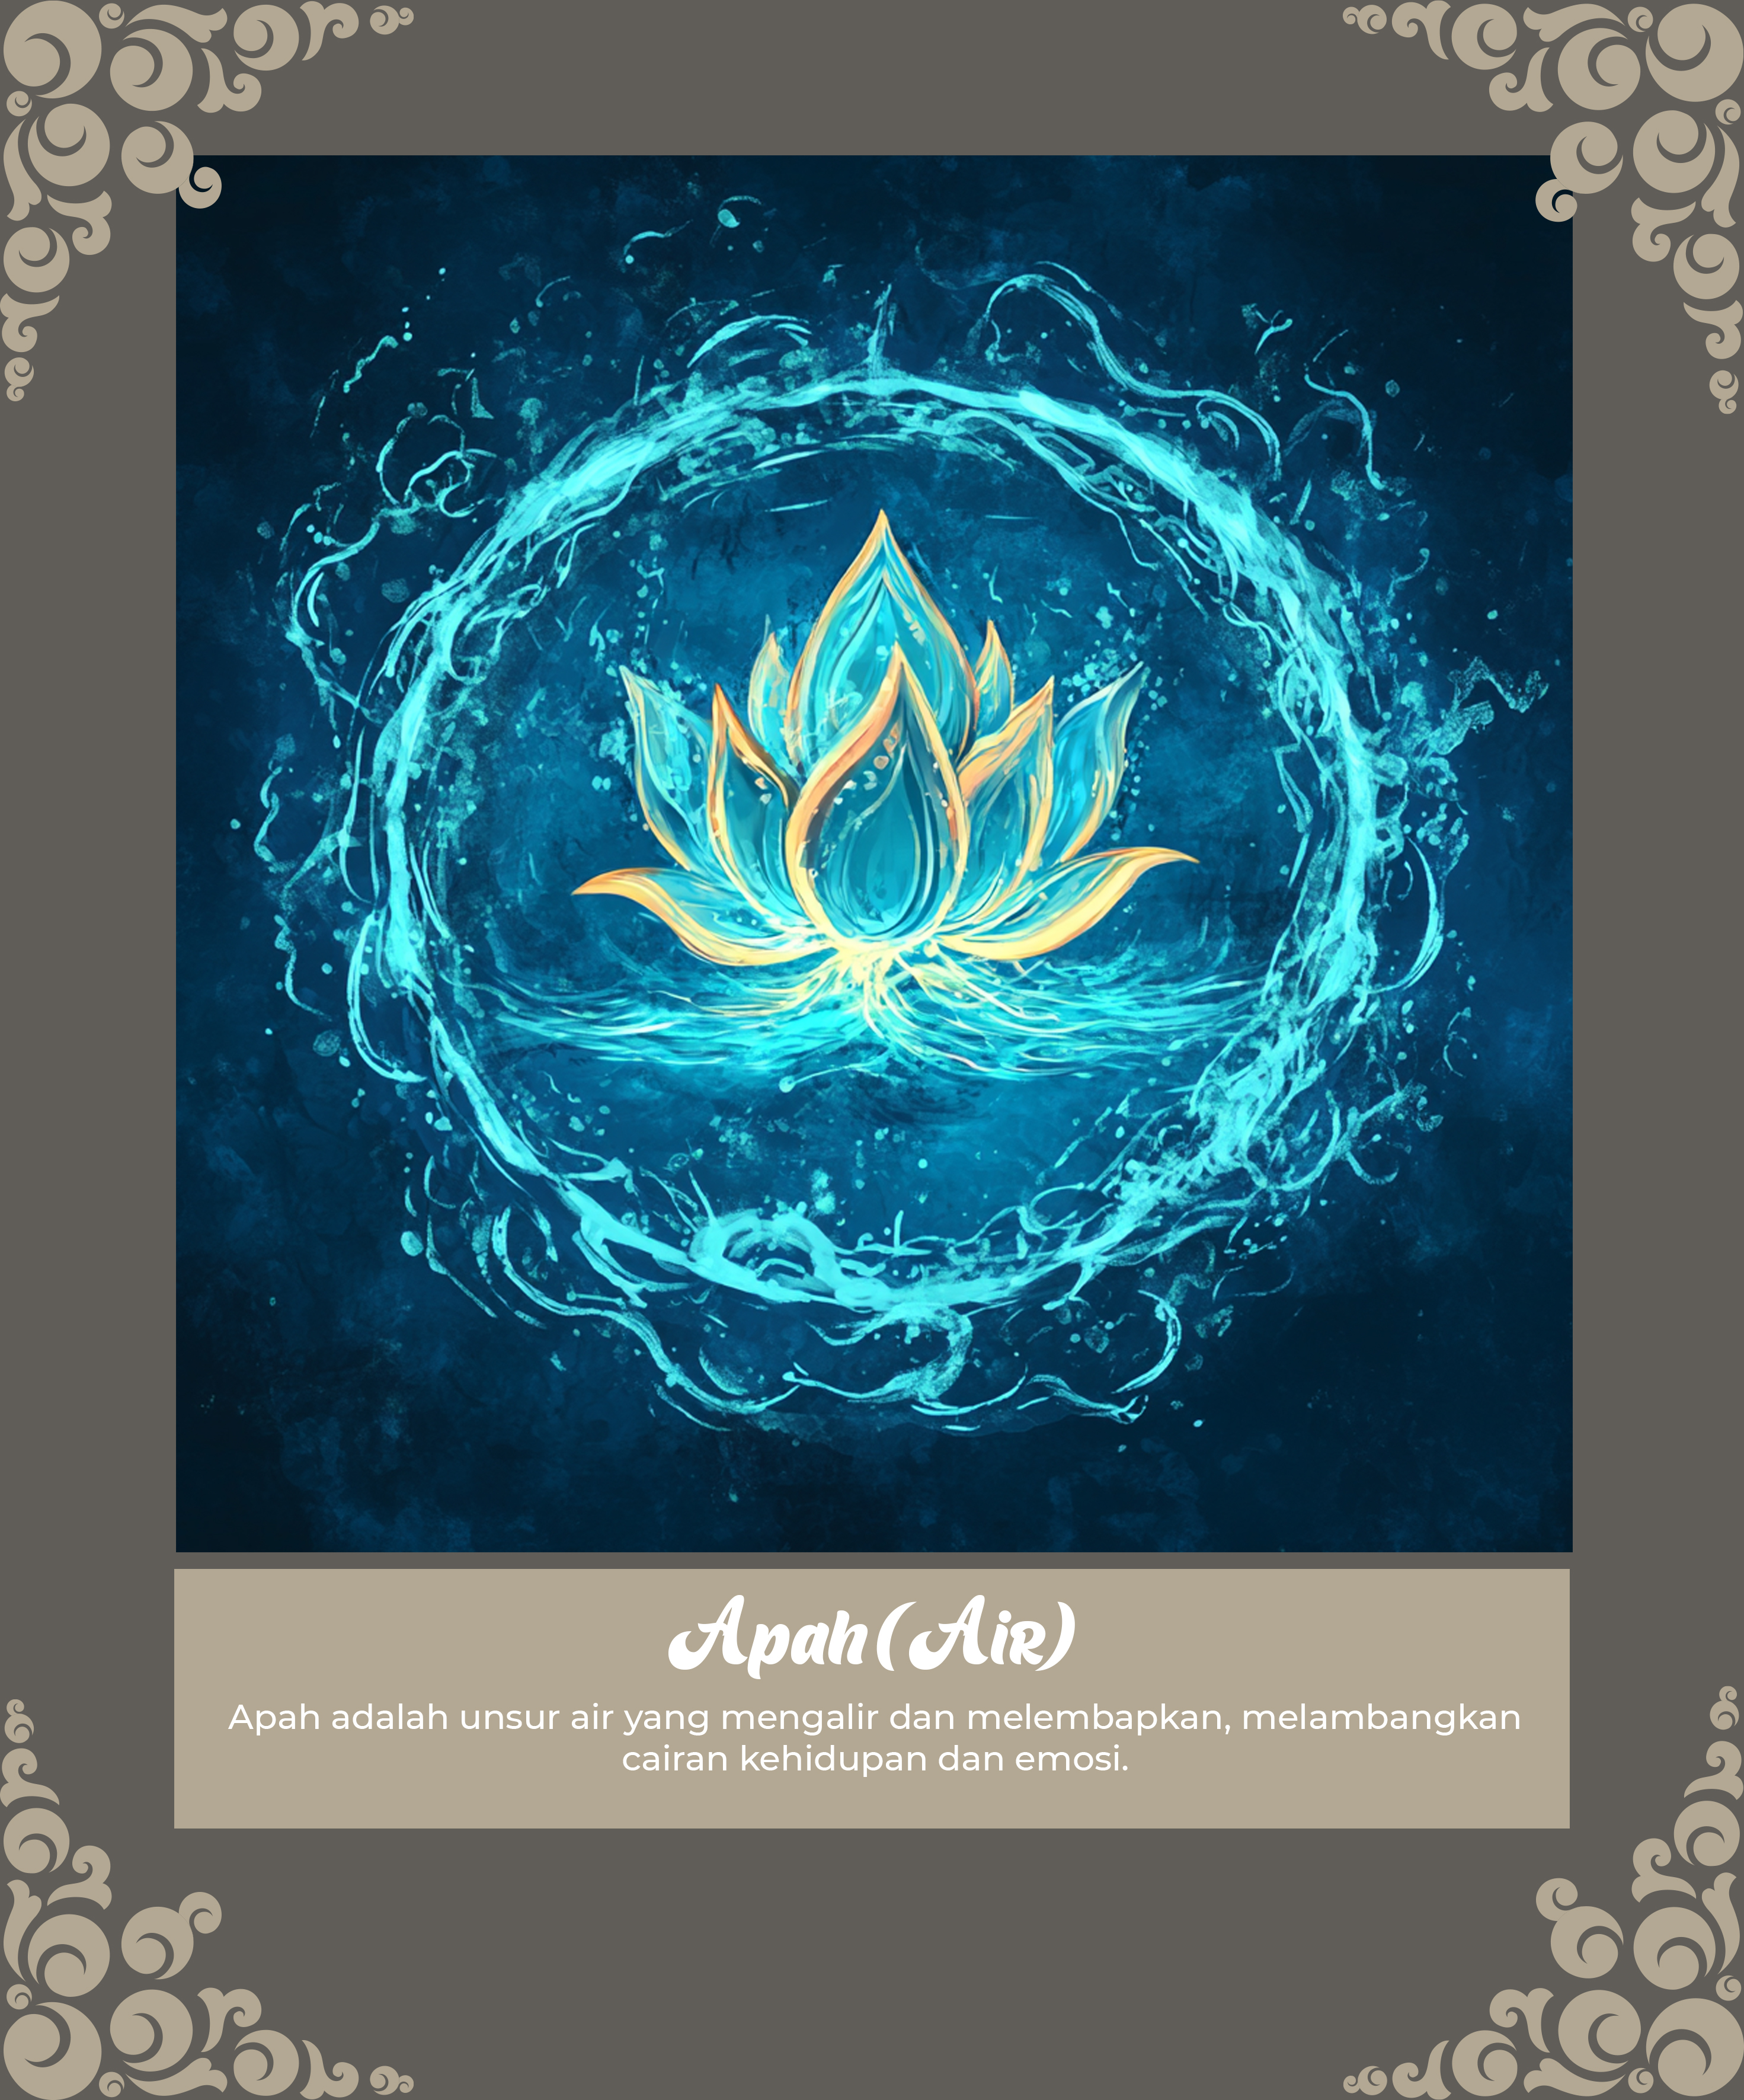 Apah (Air)
Apah adalah unsur air yang mengalir dan melembapkan, melambangkan
cairan kehidupan dan emosi.